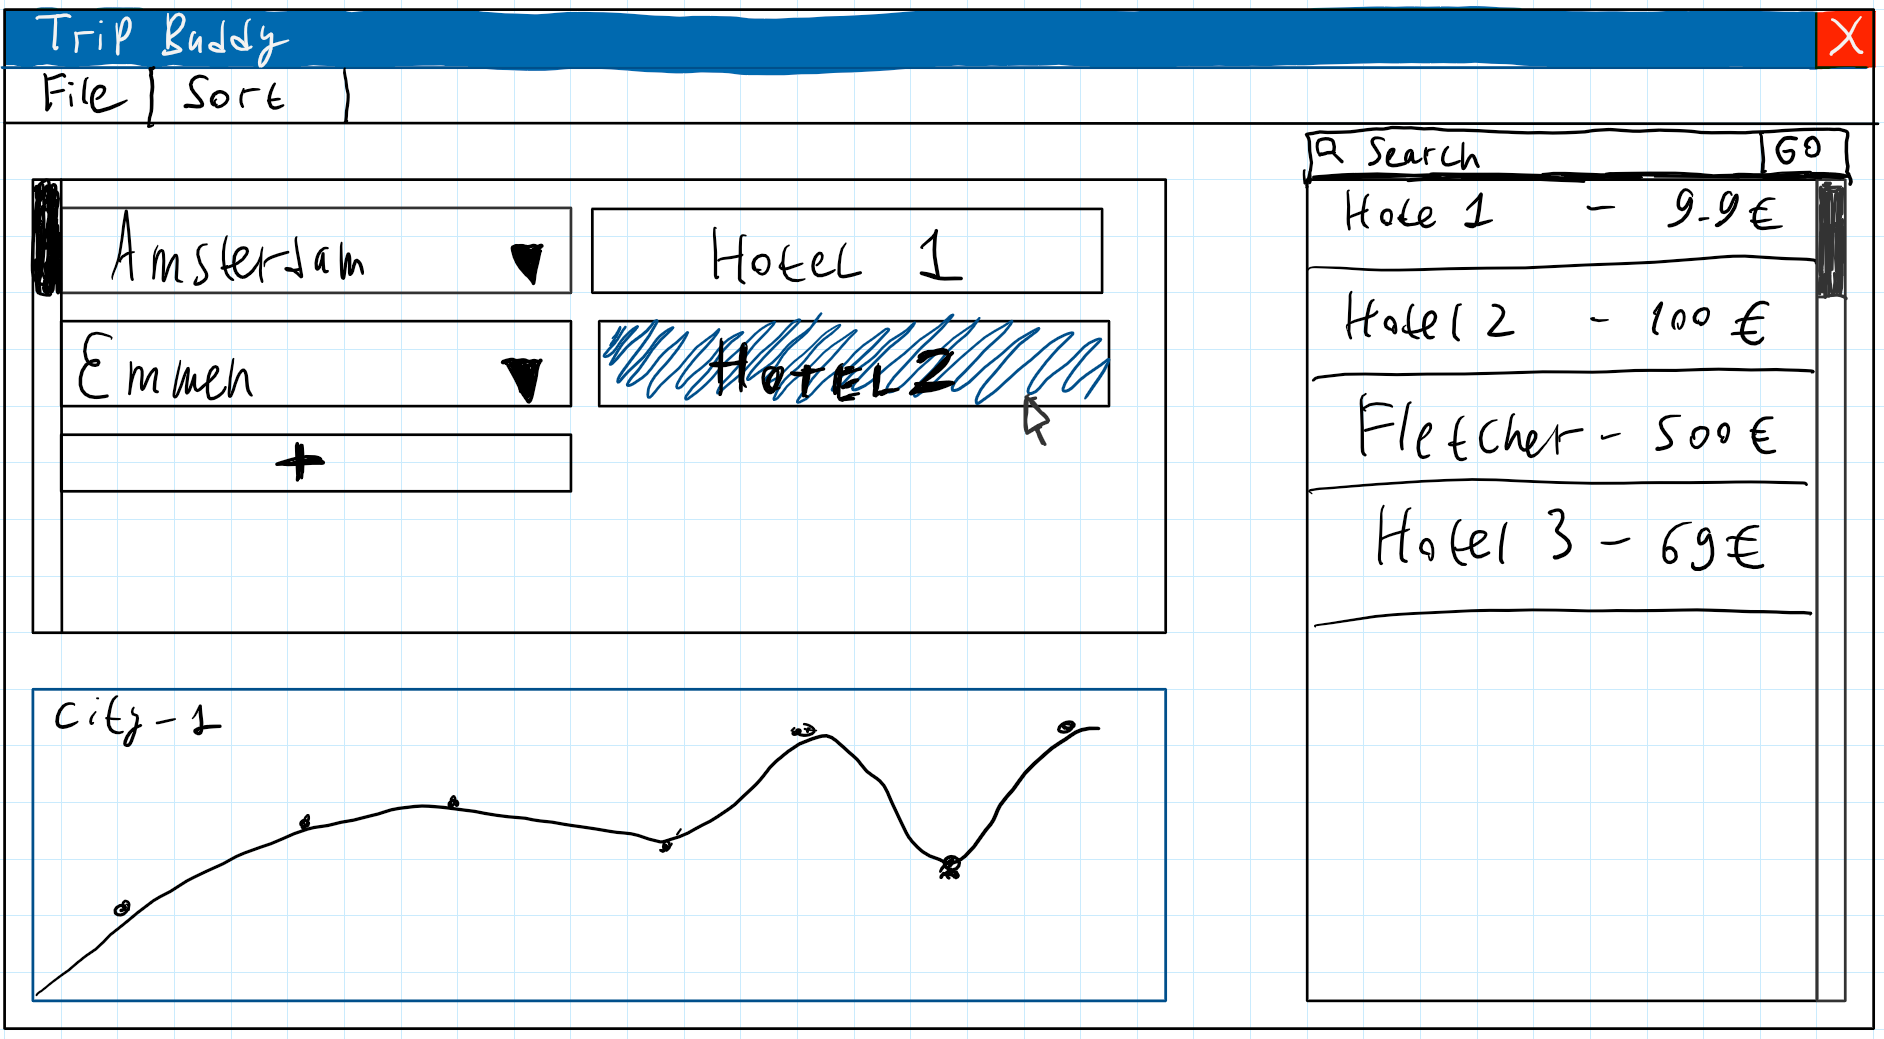 Trip Buddy X
File Sort
Search GO
Amsterdam Hotel 1
Emmen HOTEL 2
+
Hote 1 - 9.9€
Hotel 2 - 100 €
Fletcher - 500€
Hotel 3 - 69€
City-1